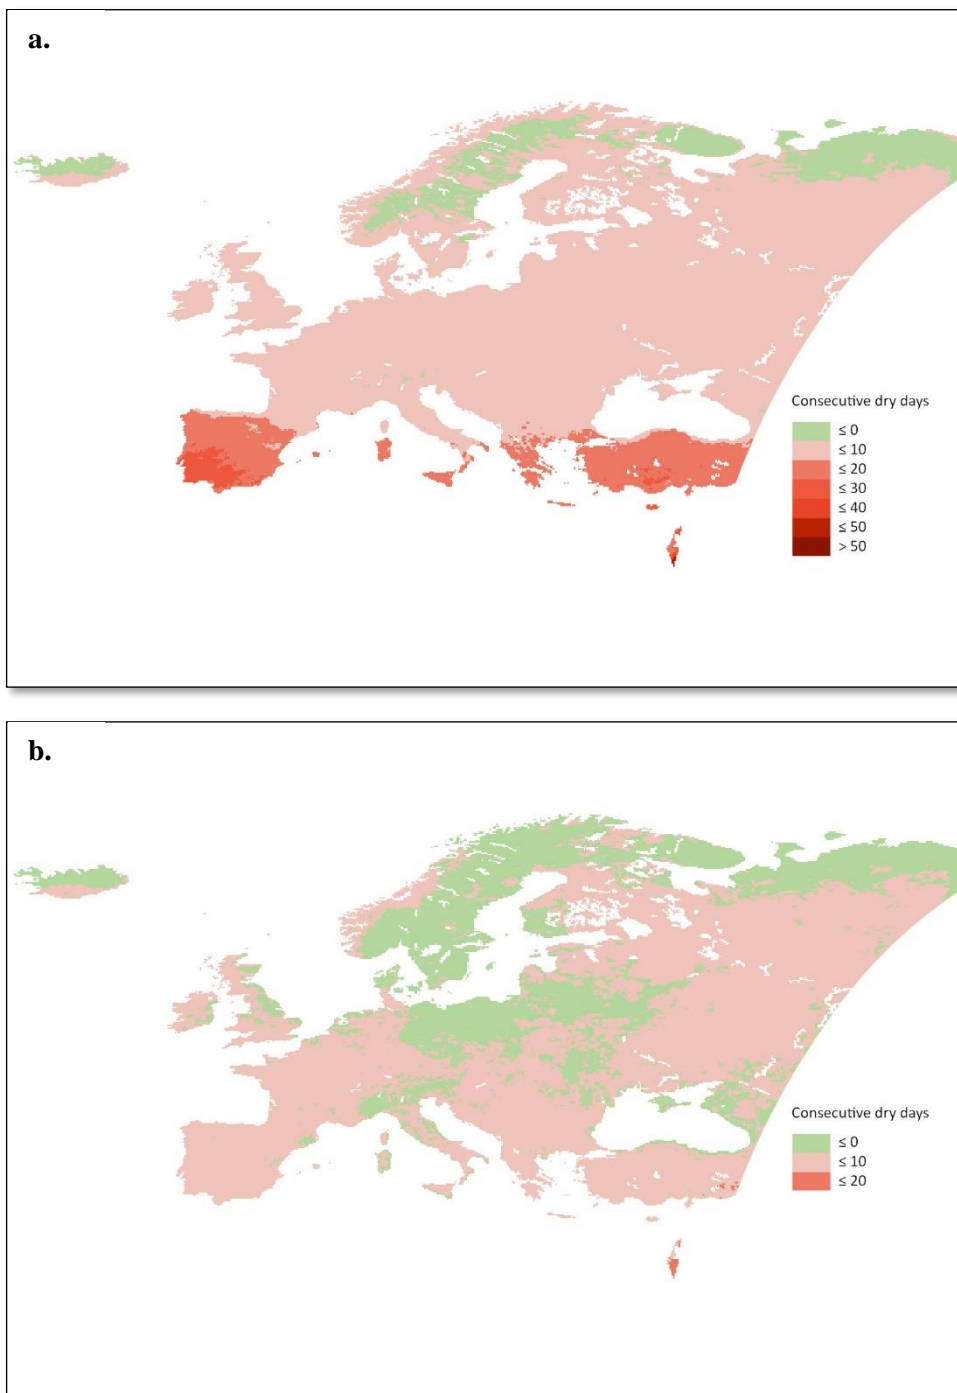 a.
Consecutive dry days
≤ 0
≤ 10
≤ 20
≤ 30
≤ 40
≤ 50
> 50
b.
Consecutive dry days
≤ 0
≤ 10
≤ 20